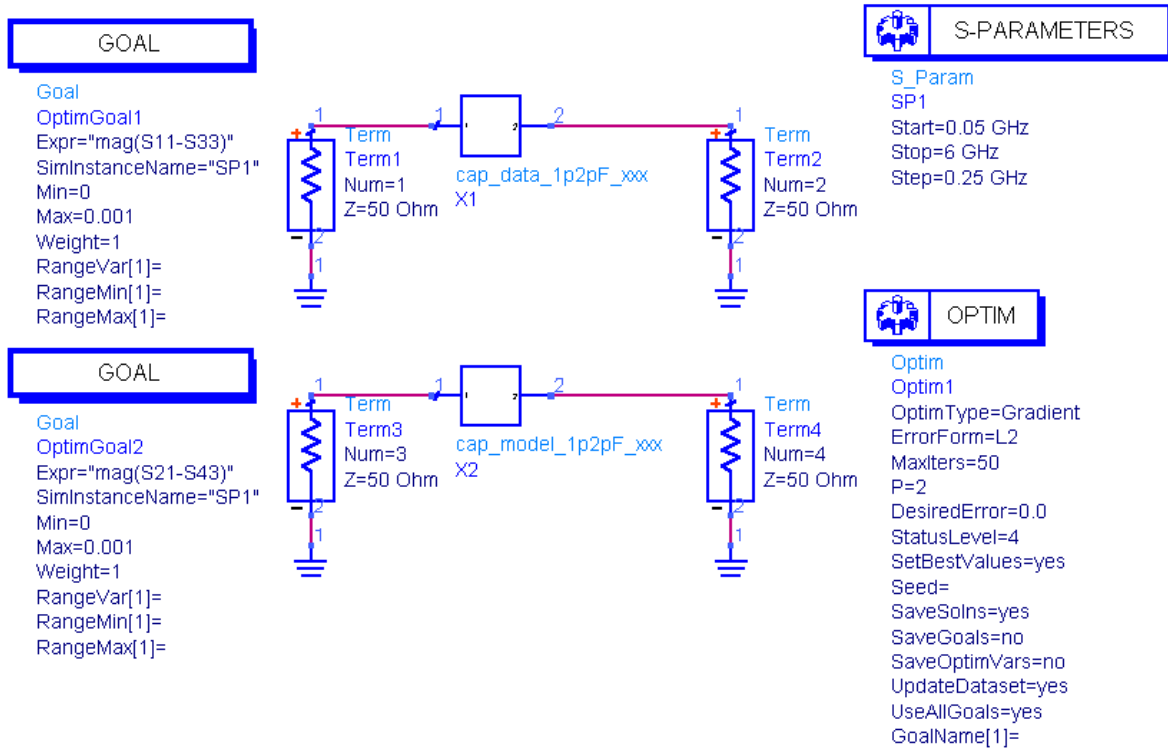 GOAL
Goal
OptimGoal1
Expr="mag(S11-S33)"
SimInstanceName="SP1"
Min=0
Max=0.001
Weight=1
RangeVar[1]=
RangeMin[1]=
RangeMax[1]=
1
+
Term
Term1
Num=1
Z=50 Ohm
-
2
1
1
1
2
2
cap_data_1p2pF_xxx
X1
1
+
Term
Term2
Num=2
Z=50 Ohm
-
2
1
S-PARAMETERS
S_Param
SP1
Start=0.05 GHz
Stop=6 GHz
Step=0.25 GHz
GOAL
Goal
OptimGoal2
Expr="mag(S21-S43)"
SimInstanceName="SP1"
Min=0
Max=0.001
Weight=1
RangeVar[1]=
RangeMin[1]=
RangeMax[1]=
1
+
Term
Term3
Num=3
Z=50 Ohm
-
2
1
1
1
2
2
cap_model_1p2pF_xxx
X2
1
+
Term
Term4
Num=4
Z=50 Ohm
-
2
1
OPTIM
Optim
Optim1
OptimType=Gradient
ErrorForm=L2
MaxIters=50
P=2
DesiredError=0.0
StatusLevel=4
SetBestValues=yes
Seed=
SaveSolns=yes
SaveGoals=no
SaveOptimVars=no
UpdateDataset=yes
UseAllGoals=yes
GoalName[1]=